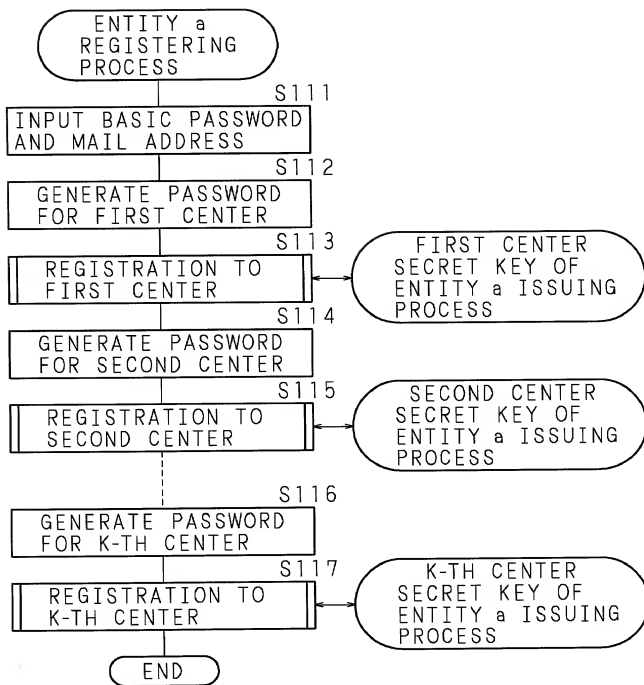 ENTITY a
REGISTERING
PROCESS
S111
INPUT BASIC PASSWORD
AND MAIL ADDRESS
S112
GENERATE PASSWORD
FOR FIRST CENTER
S113
REGISTRATION TO
FIRST CENTER
FIRST CENTER
SECRET KEY OF
ENTITY a ISSUING
PROCESS
S114
GENERATE PASSWORD
FOR SECOND CENTER
S115
REGISTRATION TO
SECOND CENTER
SECOND CENTER
SECRET KEY OF
ENTITY a ISSUING
PROCESS
S116
GENERATE PASSWORD
FOR K-TH CENTER
S117
REGISTRATION TO
K-TH CENTER
K-TH CENTER
SECRET KEY OF
ENTITY a ISSUING
PROCESS
END